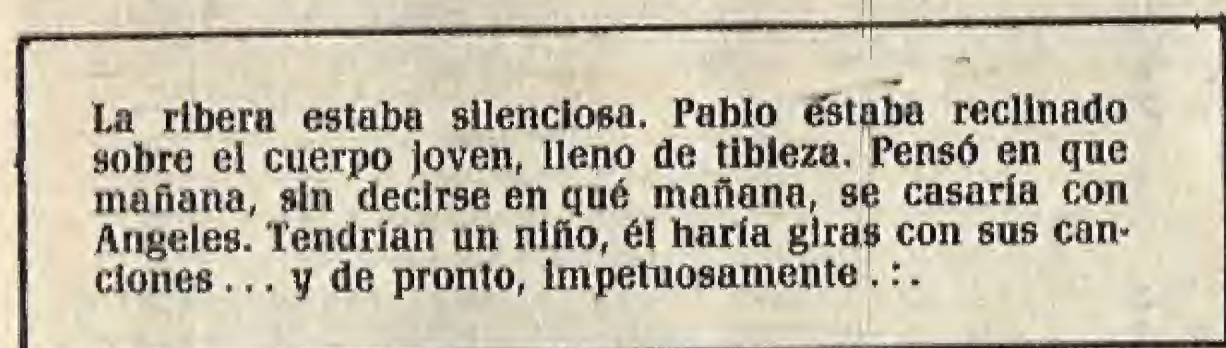 La ribera estaba silenciosa. Pablo estaba reclinado
sobre el cuerpo joven, lleno de tibieza. Pensó en que
mañana, sin decirse en qué mañana, se casaría con
Angeles. Tendrían un niño, él haría giras con sus can-
ciones ... y de pronto, impetuosamente . : .